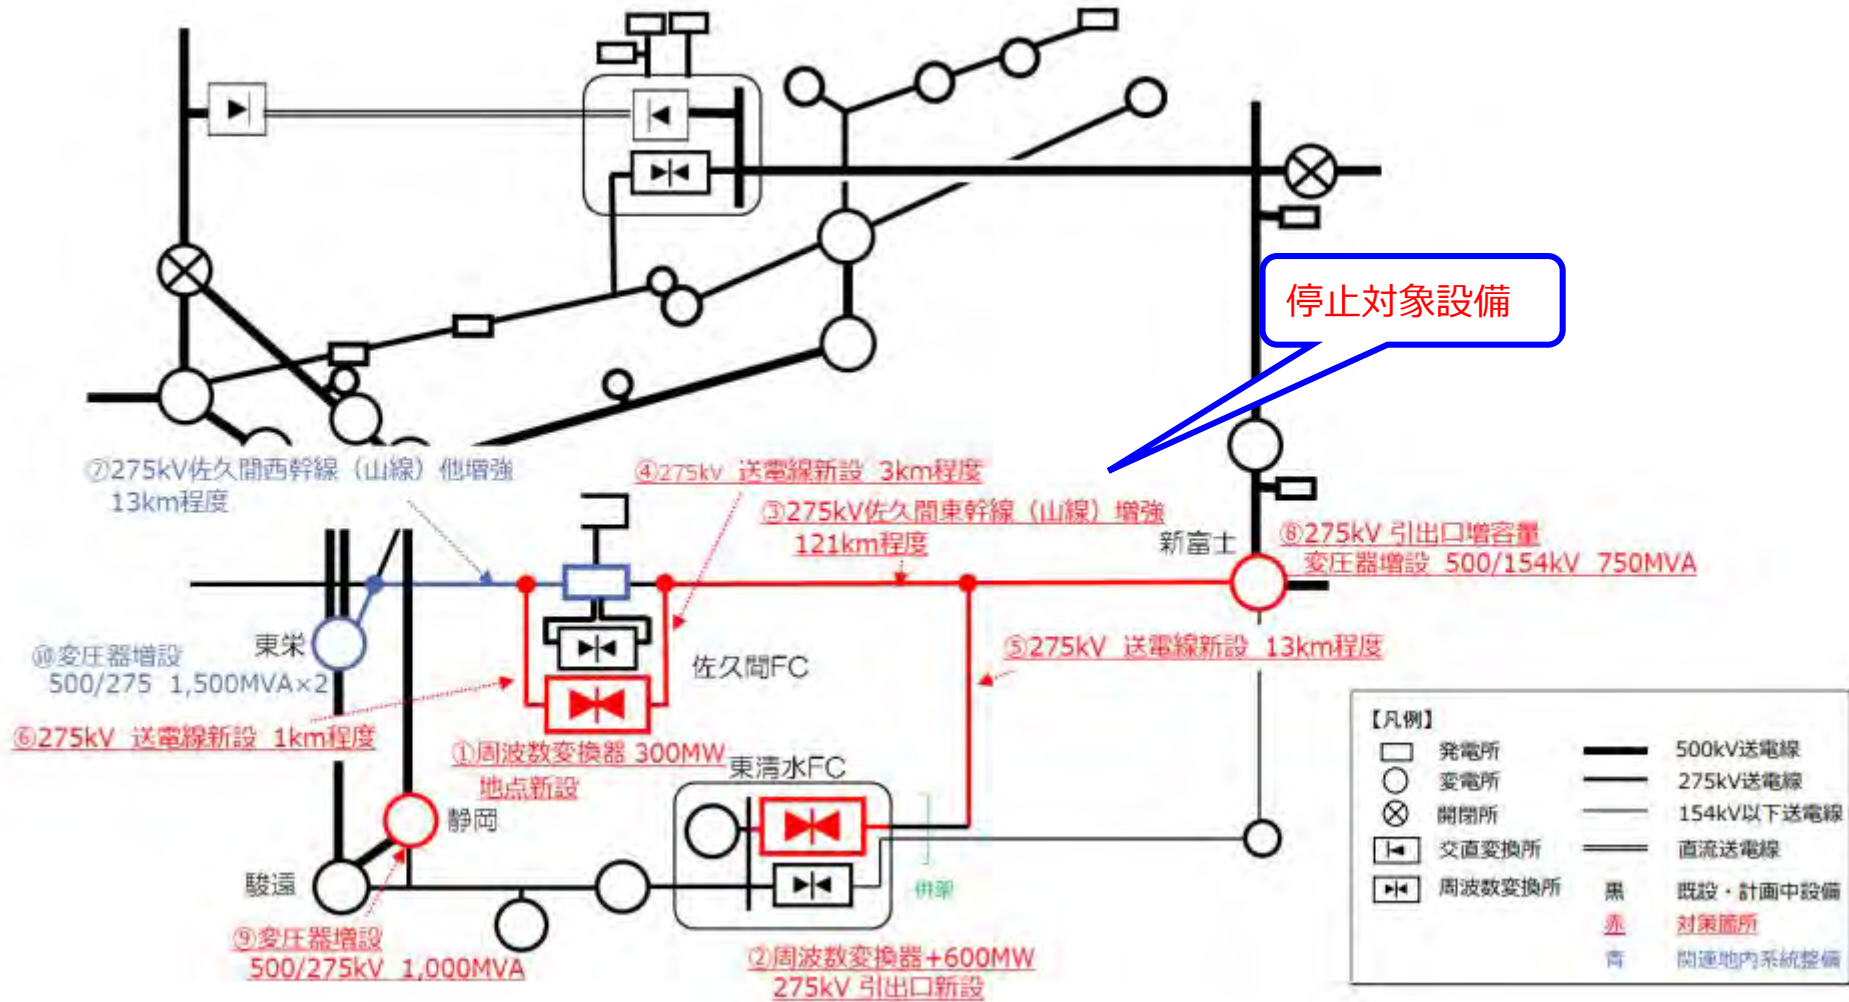 停止対象設備
⑦275kV佐久間西幹線（山線）他増強
13km程度
④275kV 送電線新設 3km程度
③275kV佐久間東幹線（山線）増強
121km程度
新富士
⑧275kV 引出口増容量
変圧器増設 500/154kV 750MVA
東栄
⑩変圧器増設
500/275 1,500MVA×2
佐久間FC
⑤275kV 送電線新設 13km程度
⑥275kV 送電線新設 1km程度
①周波数変換器 300MW
地点新設
東清水FC
静岡
駿遠
併架
⑨変圧器増設
500/275kV 1,000MVA
②周波数変換器+600MW
275kV 引出口新設
【凡例】
発電所
500kV送電線
変電所
275kV送電線
開閉所
154kV以下送電線
交直変換所
直流送電線
周波数変換所
黒 既設・計画中設備
赤 対策箇所
青 関連地内系統整備